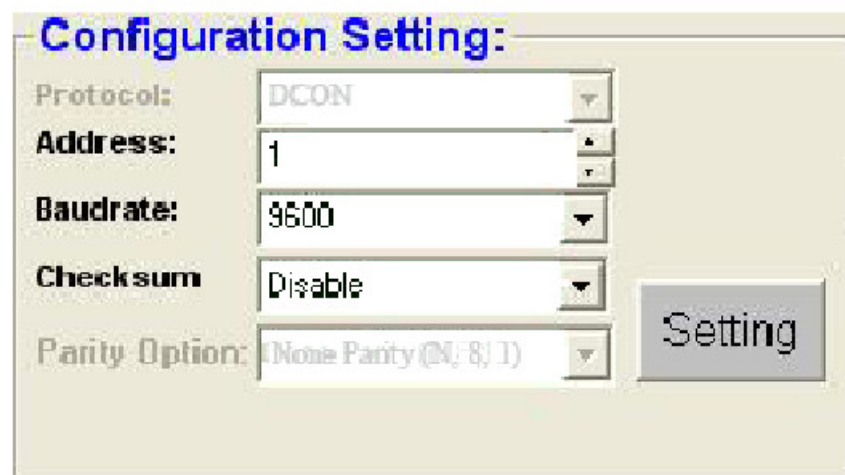 Configuration Setting:
Protocol: DCON
Address: 1
Baudrate: 9600
Checksum Disable
Setting
Parity Option: None Parity (N, 8, 1)